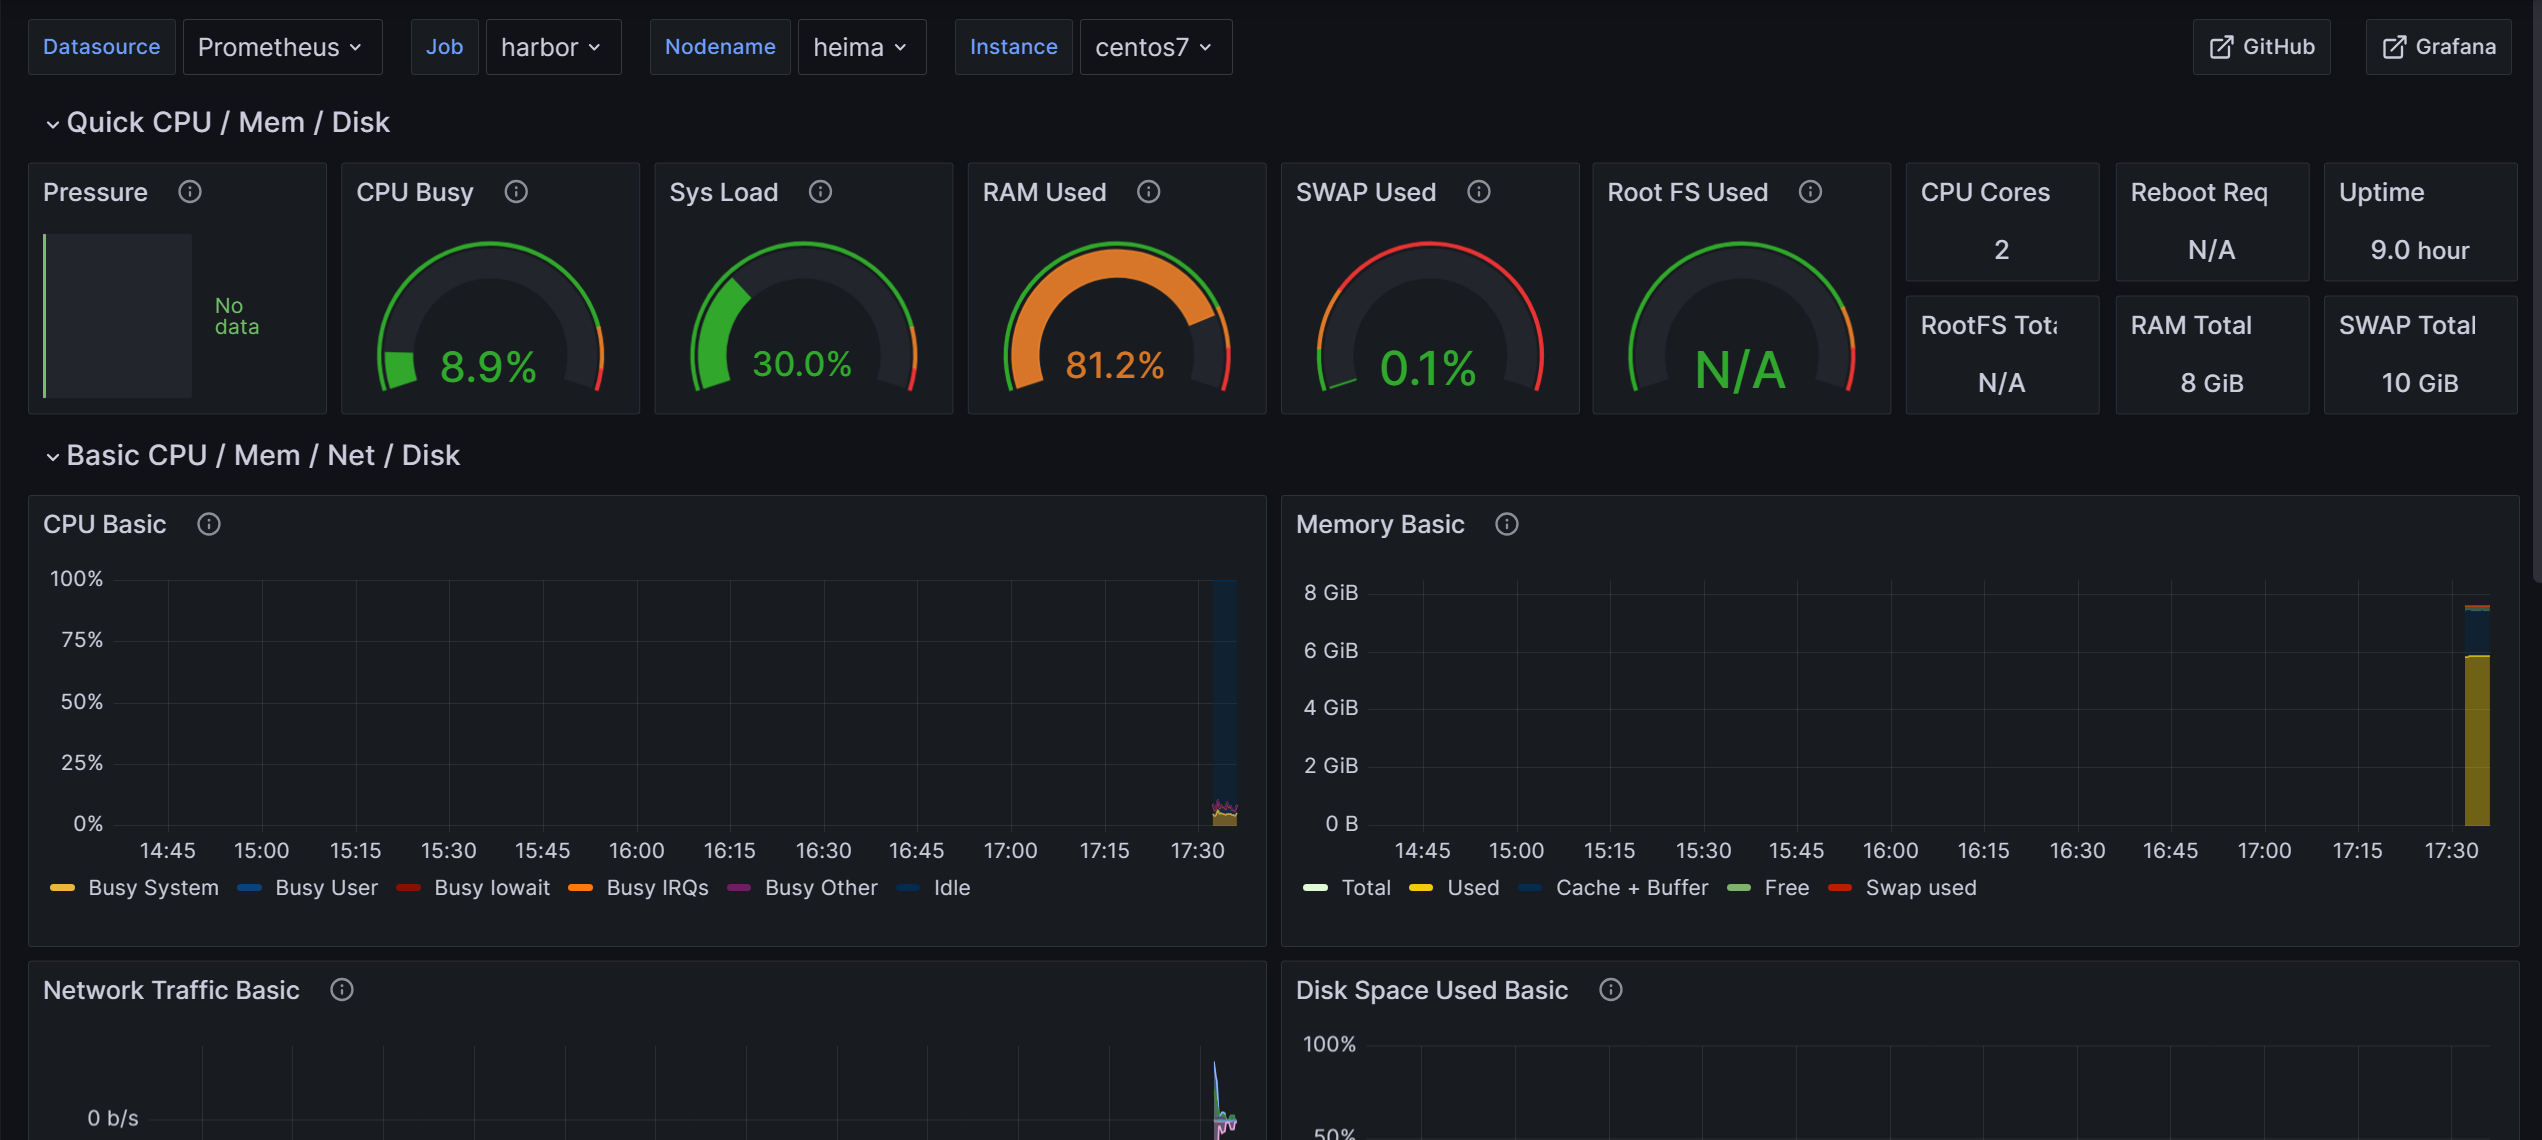 Datasource Prometheus Job harbor Nodename heima Instance centos7 GitHub Grafana
Quick CPU / Mem / Disk
Pressure
No
data
CPU Busy
8.9%
Sys Load
30.0%
RAM Used
81.2%
SWAP Used
0.1%
Root FS Used
N/A
CPU Cores
2
Reboot Req
N/A
Uptime
9.0 hour
RootFS Tota
N/A
RAM Total
8 GiB
SWAP Total
10 GiB
Basic CPU / Mem / Net / Disk
CPU Basic
100%
75%
50%
25%
0%
14:45 15:00 15:15 15:30 15:45 16:00 16:15 16:30 16:45 17:00 17:15 17:30
Busy System Busy User Busy Iowait Busy IRQs Busy Other Idle
Memory Basic
8 GiB
6 GiB
4 GiB
2 GiB
0 B
14:45 15:00 15:15 15:30 15:45 16:00 16:15 16:30 16:45 17:00 17:15 17:30
Total Used Cache + Buffer Free Swap used
Network Traffic Basic
0 b/s
Disk Space Used Basic
100%
50%